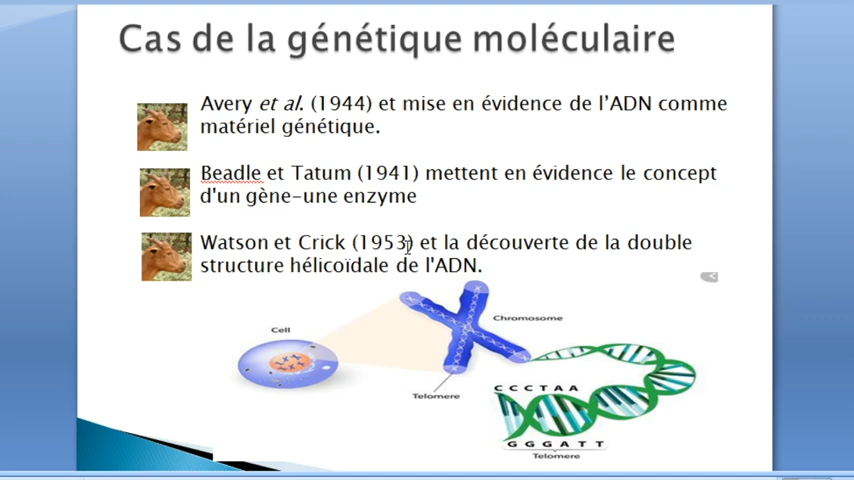 Cas de la génétique moléculaire
Avery et al. (1944) et mise en évidence de l’ADN comme
matériel génétique.
Beadle et Tatum (1941) mettent en évidence le concept
d'un gène-une enzyme
Watson et Crick (1953) et la découverte de la double
structure hélicoïdale de l'ADN.
Cell
Chromosome
Telomere
C C C T A A
G G G A T T
Telomere